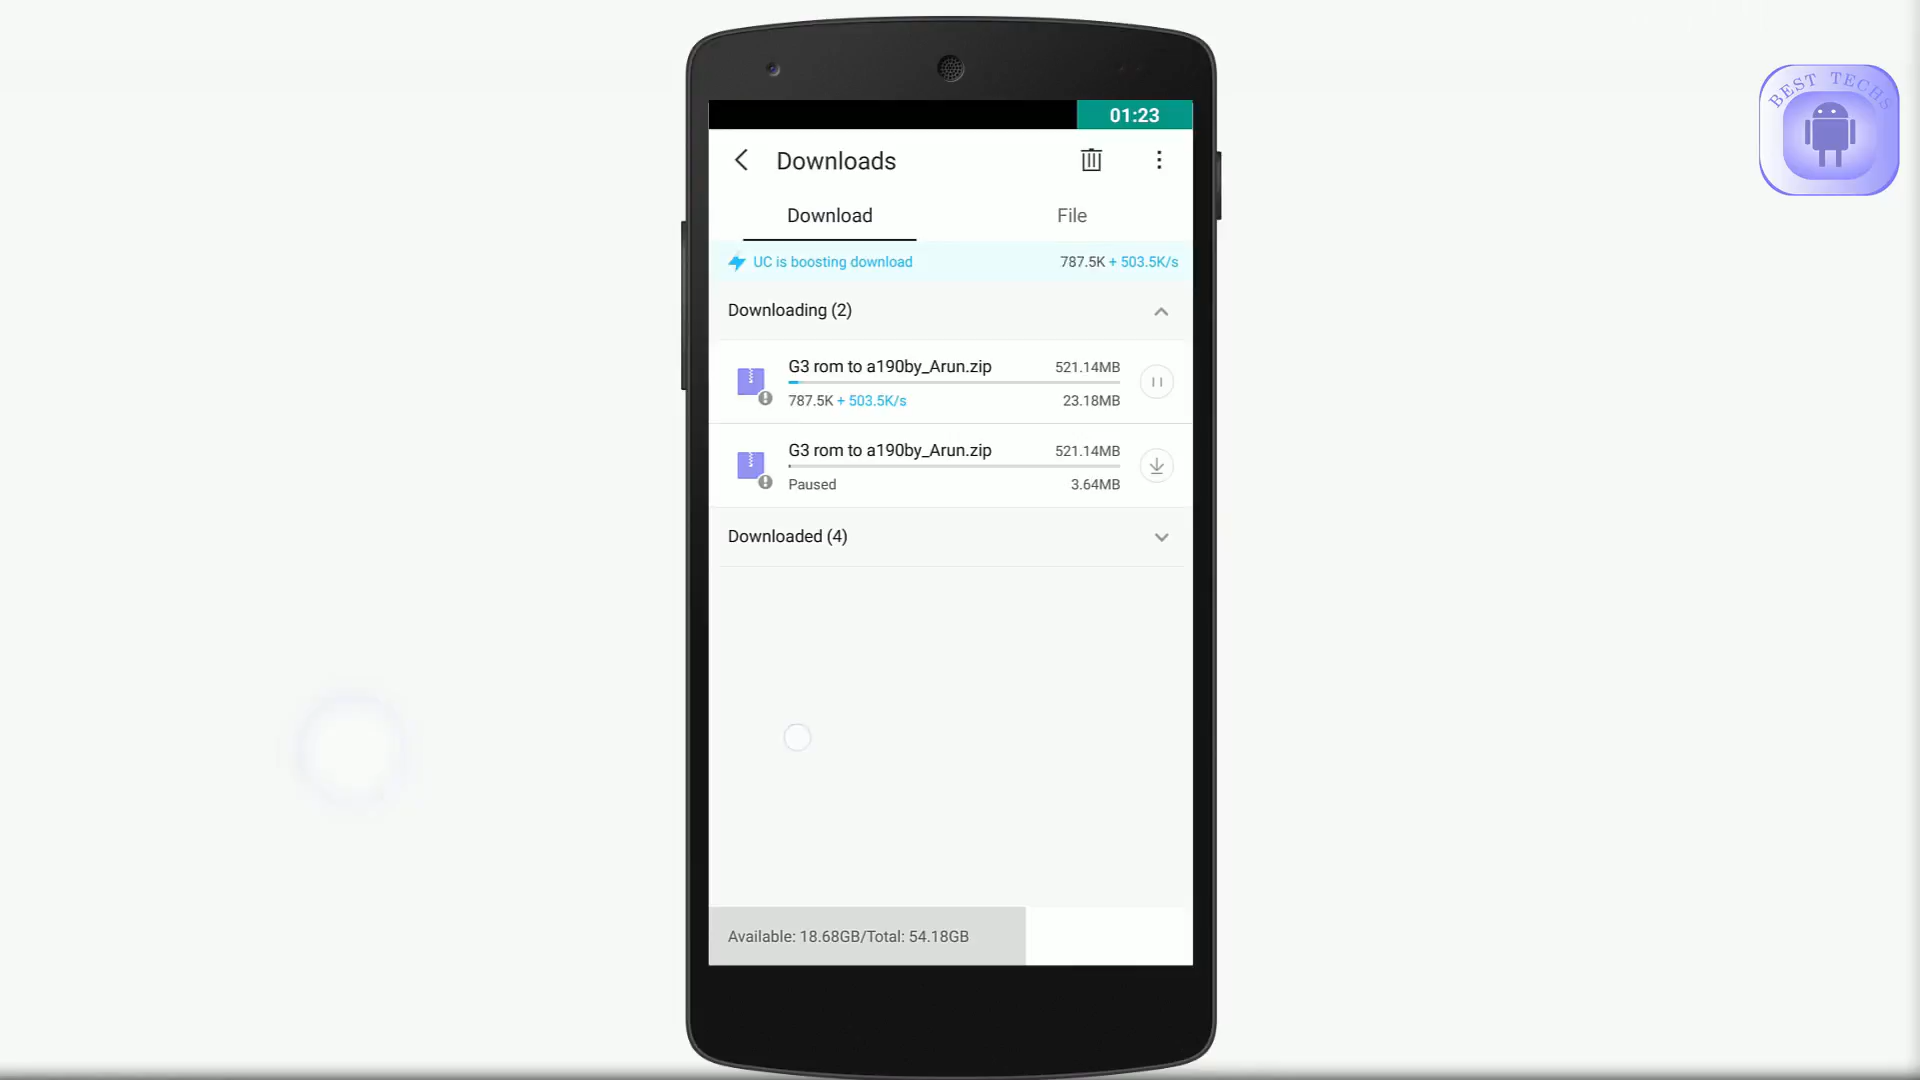 BEST TECHS
01:23
Downloads
Download File
UC is boosting download 787.5K + 503.5K/s
Downloading (2)
G3 rom to a190by_Arun.zip 521.14MB
787.5K + 503.5K/s 23.18MB
G3 rom to a190by_Arun.zip 521.14MB
Paused 3.64MB
Downloaded (4)
Available: 18.68GB/Total: 54.18GB